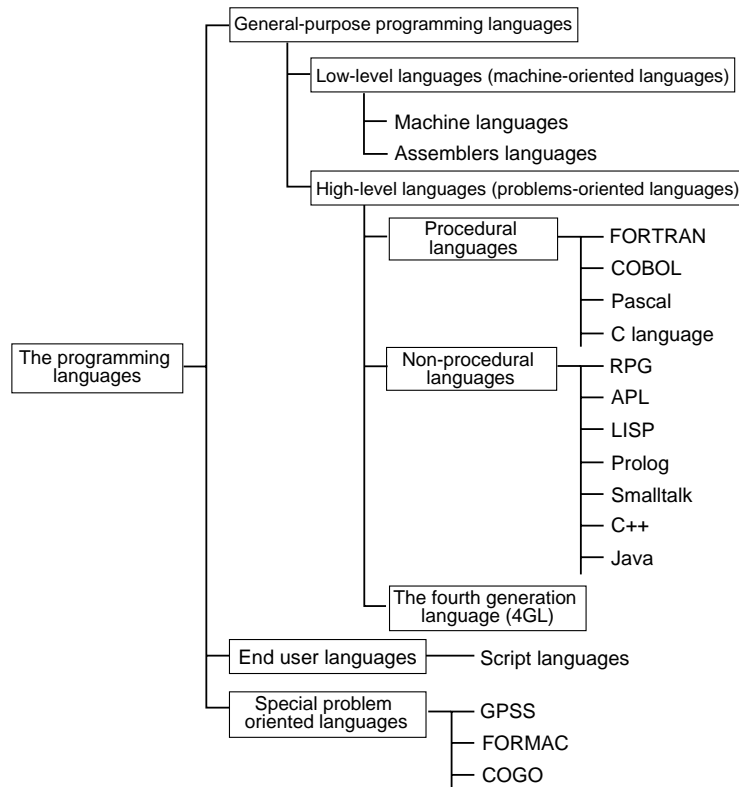 General-purpose programming languages
Low-level languages (machine-oriented languages)
Machine languages
Assemblers languages
High-level languages (problems-oriented languages)
Procedural
languages
FORTRAN
COBOL
Pascal
C language
The programming
languages
Non-procedural
languages
RPG
APL
LISP
Prolog
Smalltalk
C++
Java
The fourth generation
language (4GL)
End user languages
Script languages
Special problem
oriented languages
GPSS
FORMAC
COGO